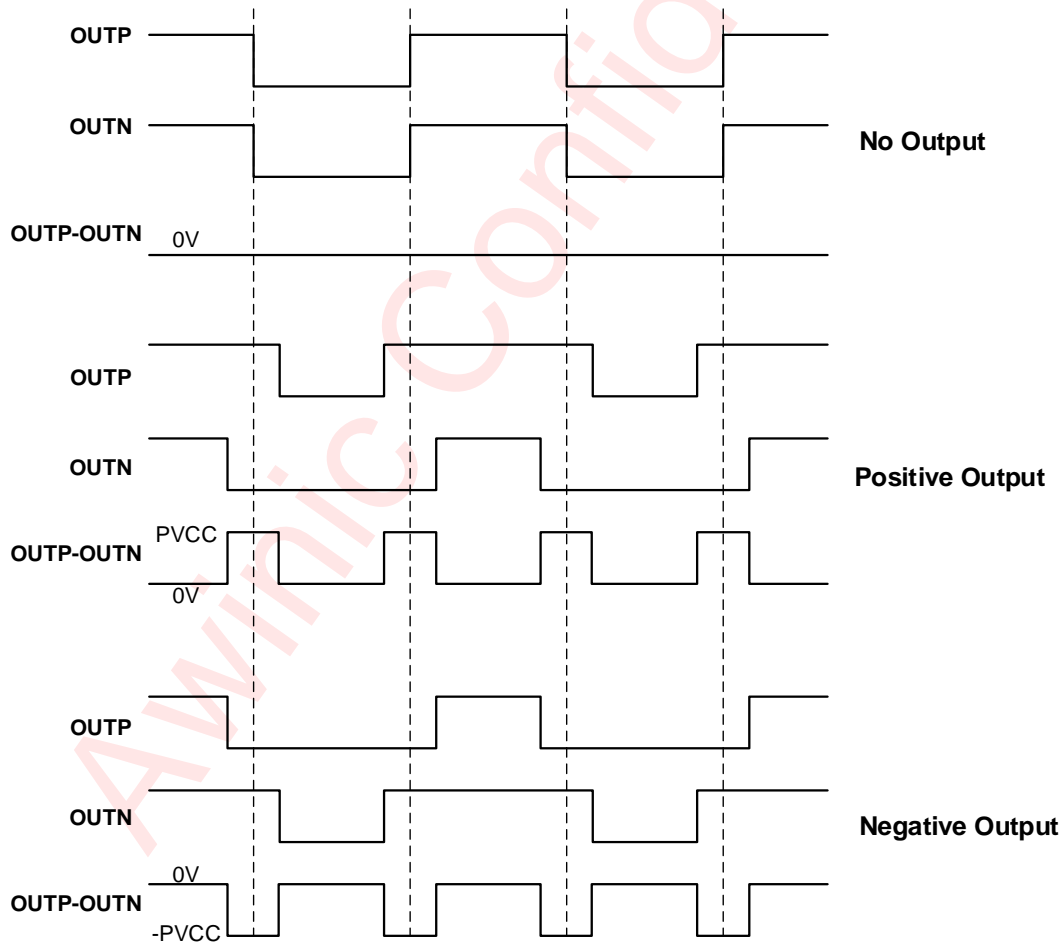 OUTP
OUTN
No Output
OUTP-OUTN
0V
OUTP
OUTN
Positive Output
PVCC
OUTP-OUTN
0V
OUTP
OUTN
Negative Output
0V
OUTP-OUTN
-PVCC
Awinic Confid